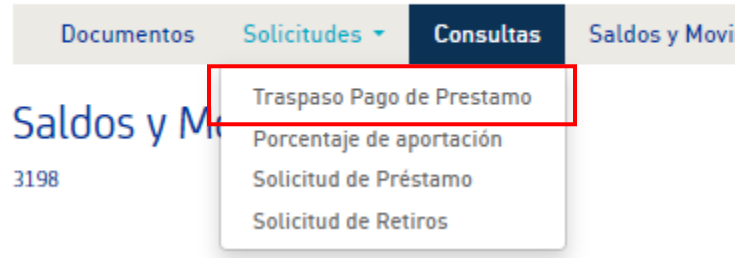 Documentos Solicitudes Consultas Saldos y Movi
Traspaso Pago de Prestamo
Saldos y M
Porcentaje de aportación
3198
Solicitud de Préstamo
Solicitud de Retiros